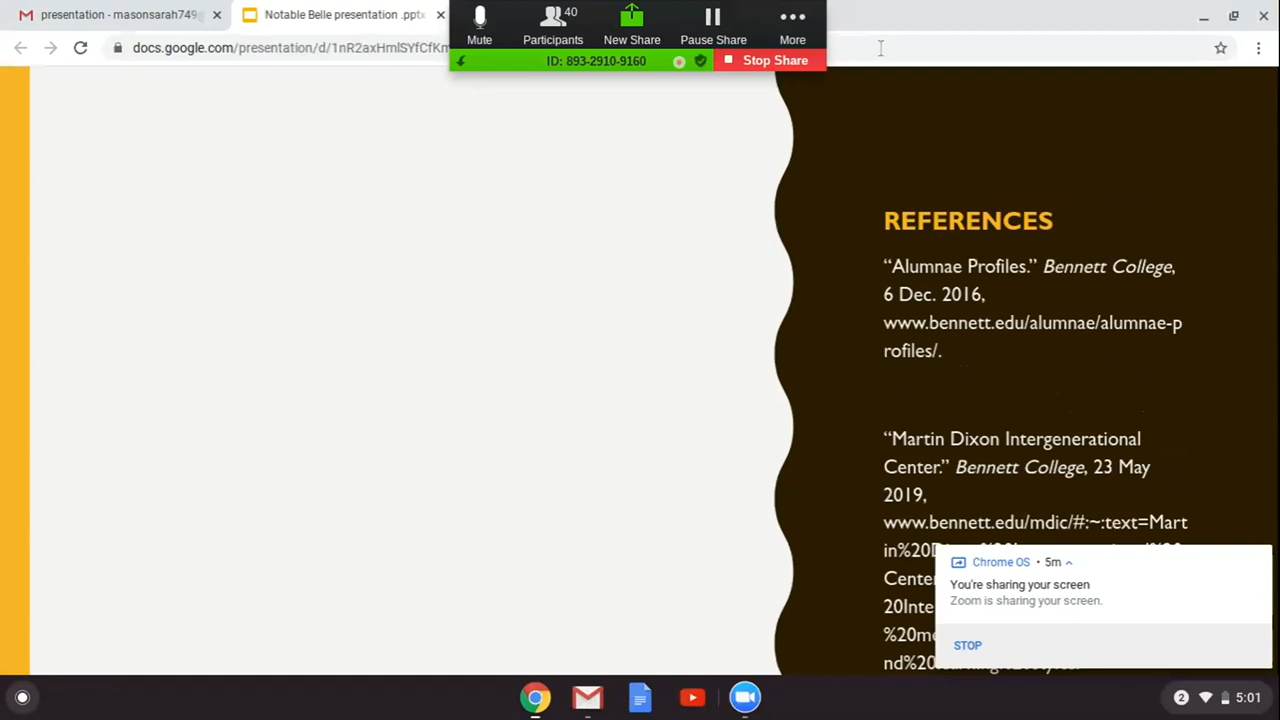 presentation - masonsarah749@
Notable Belle presentation .pptx
40
Mute
Participants
New Share
Pause Share
More
docs.google.com/presentation/d/1nR2axHmlSYfCfKm
ID: 893-2910-9160
Stop Share
REFERENCES
“Alumnae Profiles.” Bennett College,
6 Dec. 2016,
www.bennett.edu/alumnae/alumnae-p
rofiles/.
“Martin Dixon Intergenerational
Center.” Bennett College, 23 May
2019,
www.bennett.edu/mdic/#:~:text=Mart
in%20D
Center
20Inte
%20m
nd%20
Chrome OS • 5m
You're sharing your screen
Zoom is sharing your screen.
STOP
2
5:01